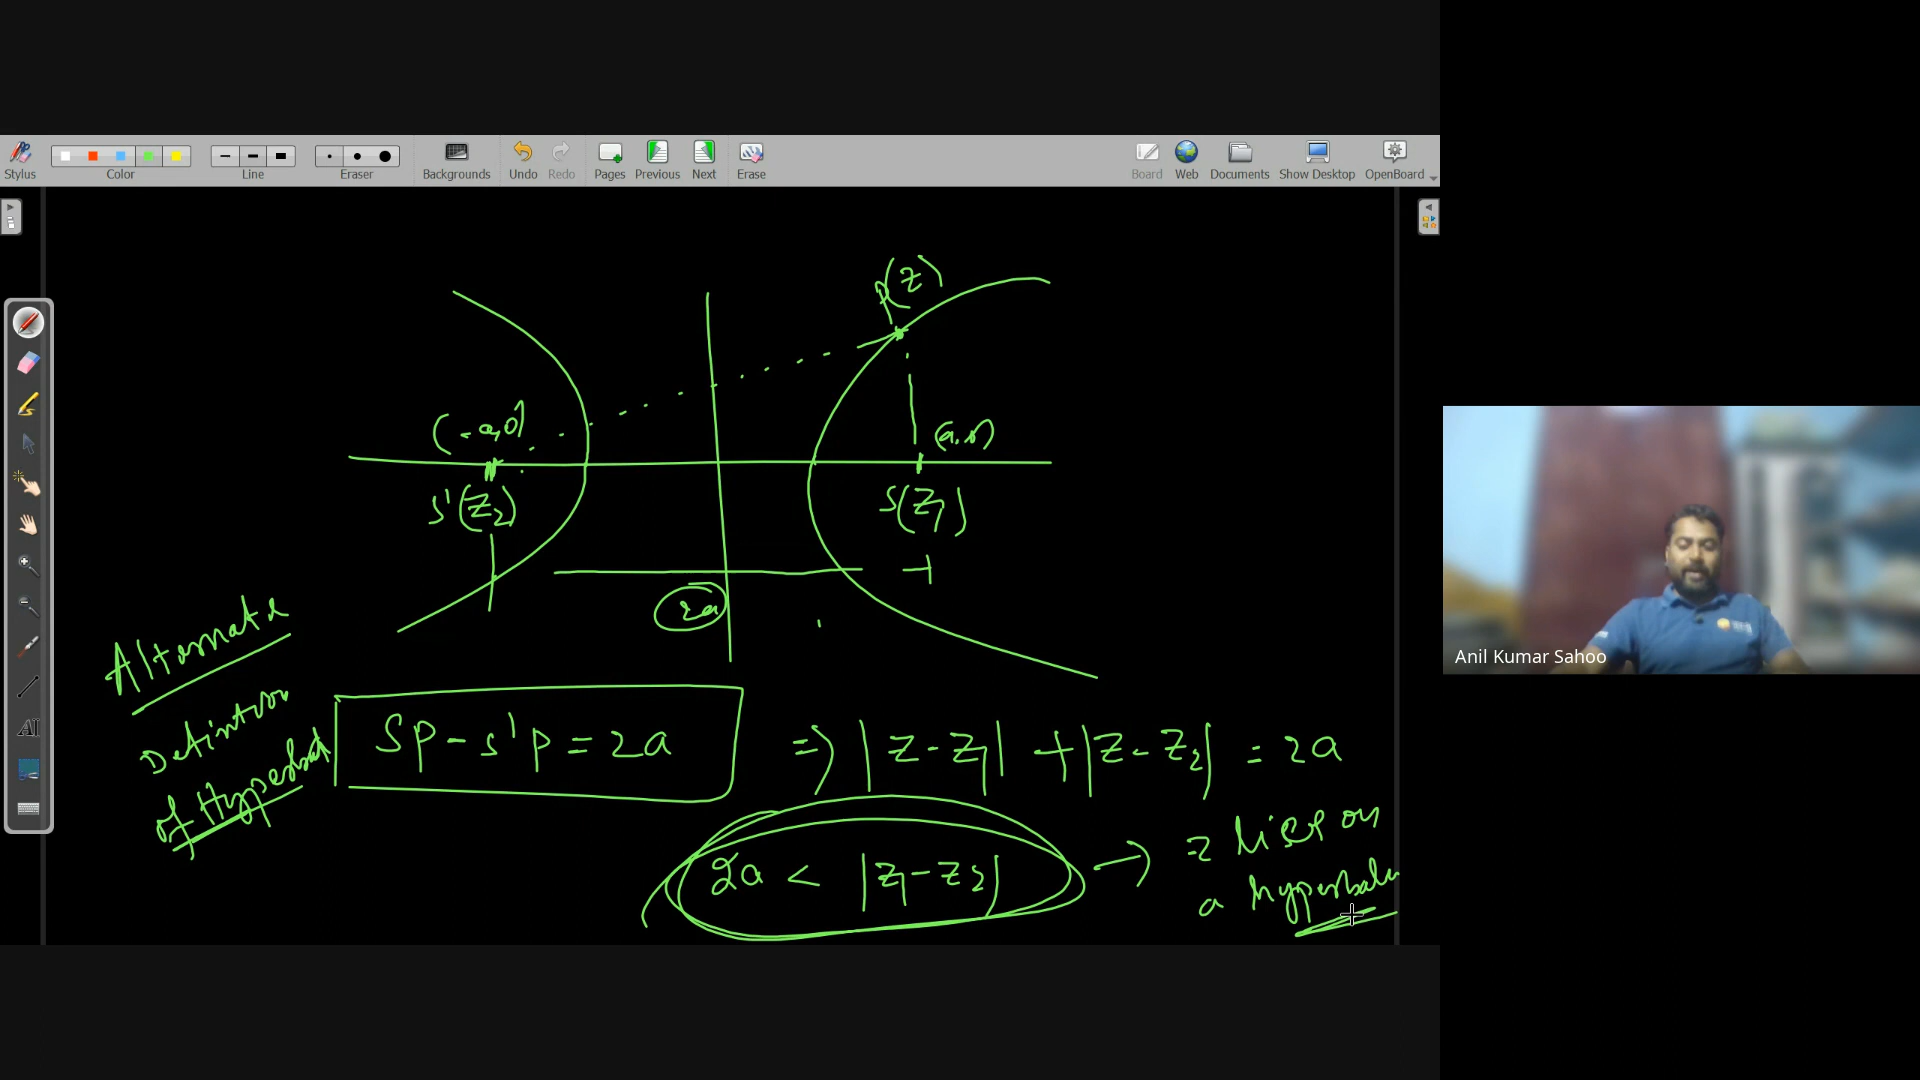 Stylus
Color
Line
Eraser
Backgrounds
Undo
Redo
Pages
Previous
Next
Erase
Board
Web
Documents
Show Desktop
OpenBoard
P(Z)
(-a,0)
(a,0)
S'(Z2)
S(Z1)
2a
Alternate
Definition
of Hyperbola
SP - S'P = 2a
⇒ |Z - Z1| + |Z - Z2| = 2a
2a < |Z1 - Z2| → Z lies on
a hyperbola
AI
Anil Kumar Sahoo